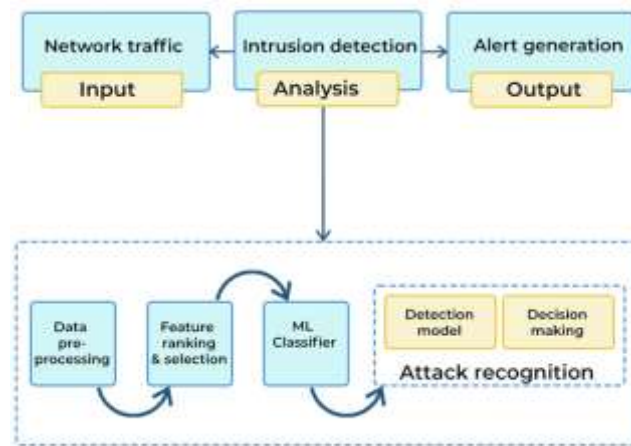 Network traffic
Input
Intrusion detection
Analysis
Alert generation
Output
Data
pre-
processing
Feature
ranking
& selection
ML
Classifier
Detection
model
Decision
making
Attack recognition